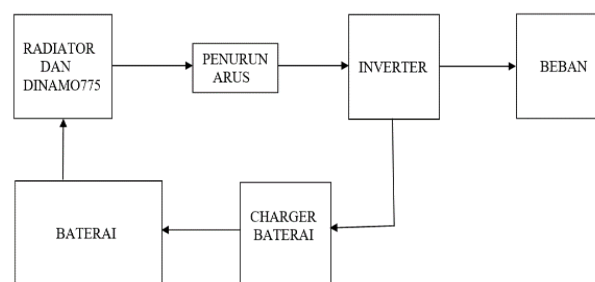 RADIATOR
DAN
DINAMO775
PENURUN
ARUS
INVERTER
BEBAN
BATERAI
CHARGER
BATERAI